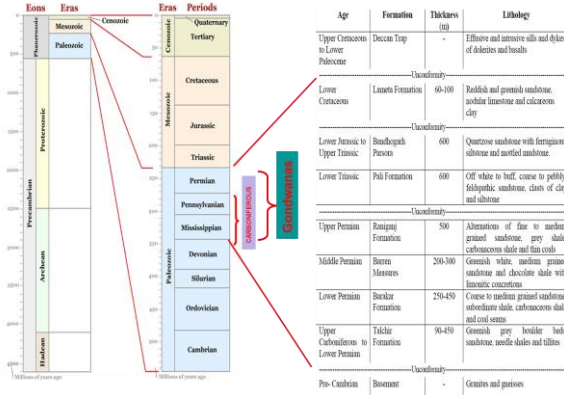 Eons
Eras
Phanerozoic
Cenozoic
Mesozoic
Paleozoic
Precambrian
Proterozoic
Archean
Hadean
Millions of years ago
Eras
Periods
Cenozoic
Quaternary
Tertiary
Mesozoic
Cretaceous
Jurassic
Triassic
Paleozoic
Permian
Pennsylvanian
Mississippian
Devonian
Silurian
Ordovician
Cambrian
Millions of years ago
CARBONIFEROUS
Gondwanas
Age Formation Thickness Lithology
(m)
Upper Cretaceous Deccan Trap - Effusive and intrusive sills and dykes
to Lower of dolerites and basalts
Paleocene
Unconformity
Lower Lameta Formation 60-100 Reddish and greenish sandstone,
Cretaceous nodular limestone and calcareous
clay
Unconformity
Lower Jurassic to Bandhogarh 600 Quartzose sandstone with ferruginous
Upper Triassic Parsora siltstone and mottled mudstone.
Lower Triassic Pali Formation 600 Off white to buff, coarse to pebbly
feldspathic sandstone, clasts of clay
and siltstone
Unconformity
Upper Permian Raniganj 500 Alternations of fine to medium
Formation grained sandstone, grey shale,
carbonaceous shale and thin coals
Middle Permian Barren 200-300 Greenish white, medium grained
Measures sandstone and chocolate shale with
limonitic concretions
Lower Permian Barakar 250-450 Coarse to medium grained sandstone,
Formation subordinate shale, carbonaceous shale
and coal seams
Upper Talchir 90-450 Greenish grey boulder beds
Carboniferous to Formation sandstone, needle shales and tillites
Lower Permian
Unconformity
Pre- Cambrian Basement - Granites and gneisses